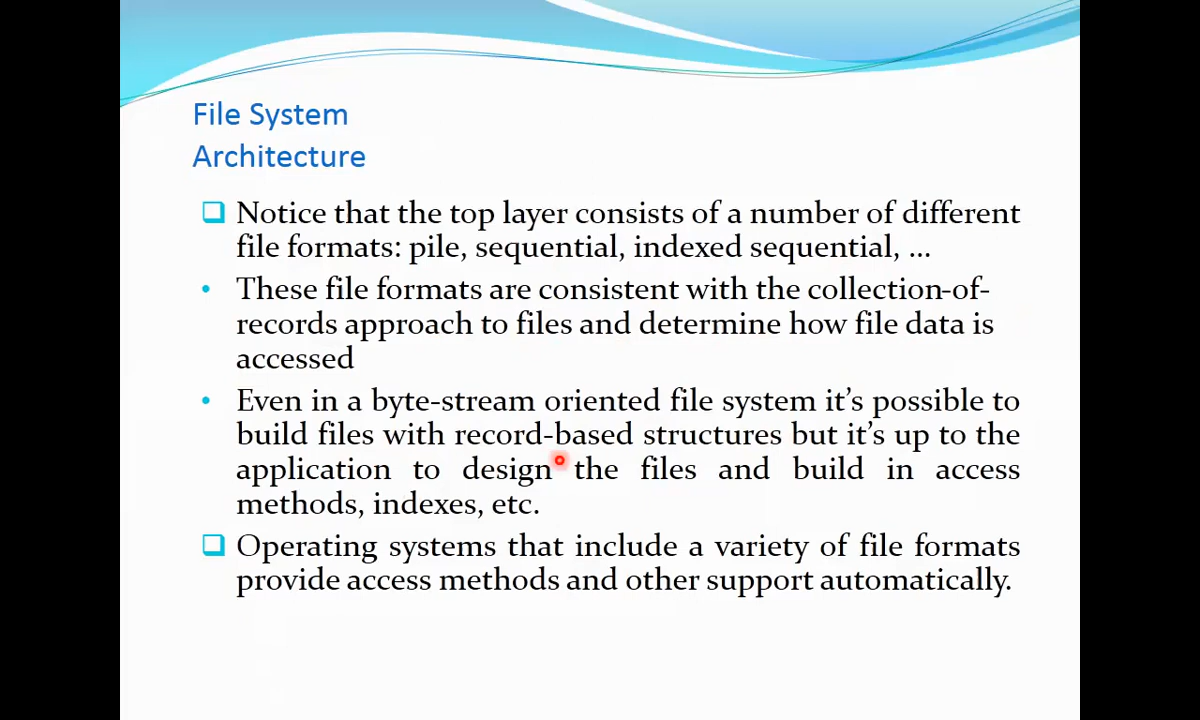 File System
Architecture
Notice that the top layer consists of a number of different
file formats: pile, sequential, indexed sequential, ...
These file formats are consistent with the collection-of-
records approach to files and determine how file data is
accessed
Even in a byte-stream oriented file system it’s possible to
build files with record-based structures but it’s up to the
application to design the files and build in access
methods, indexes, etc.
Operating systems that include a variety of file formats
provide access methods and other support automatically.